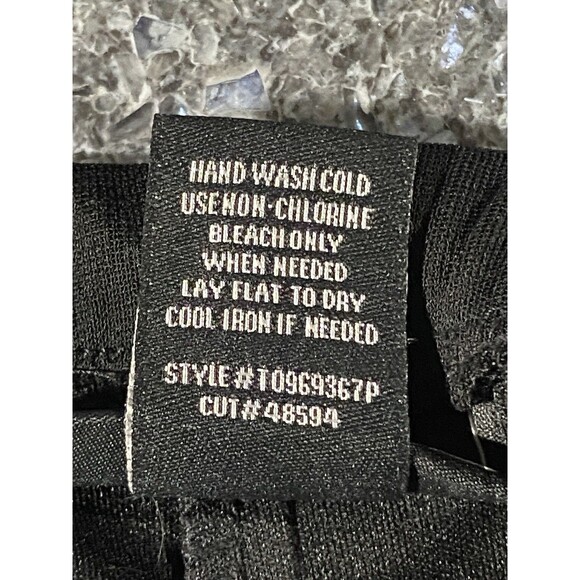 HAND WASH COLD
USE NON-CHLORINE
BLEACH ONLY
WHEN NEEDED
LAY FLAT TO DRY
COOL IRON IF NEEDED
STYLE # T0969367P
CUT# 48594